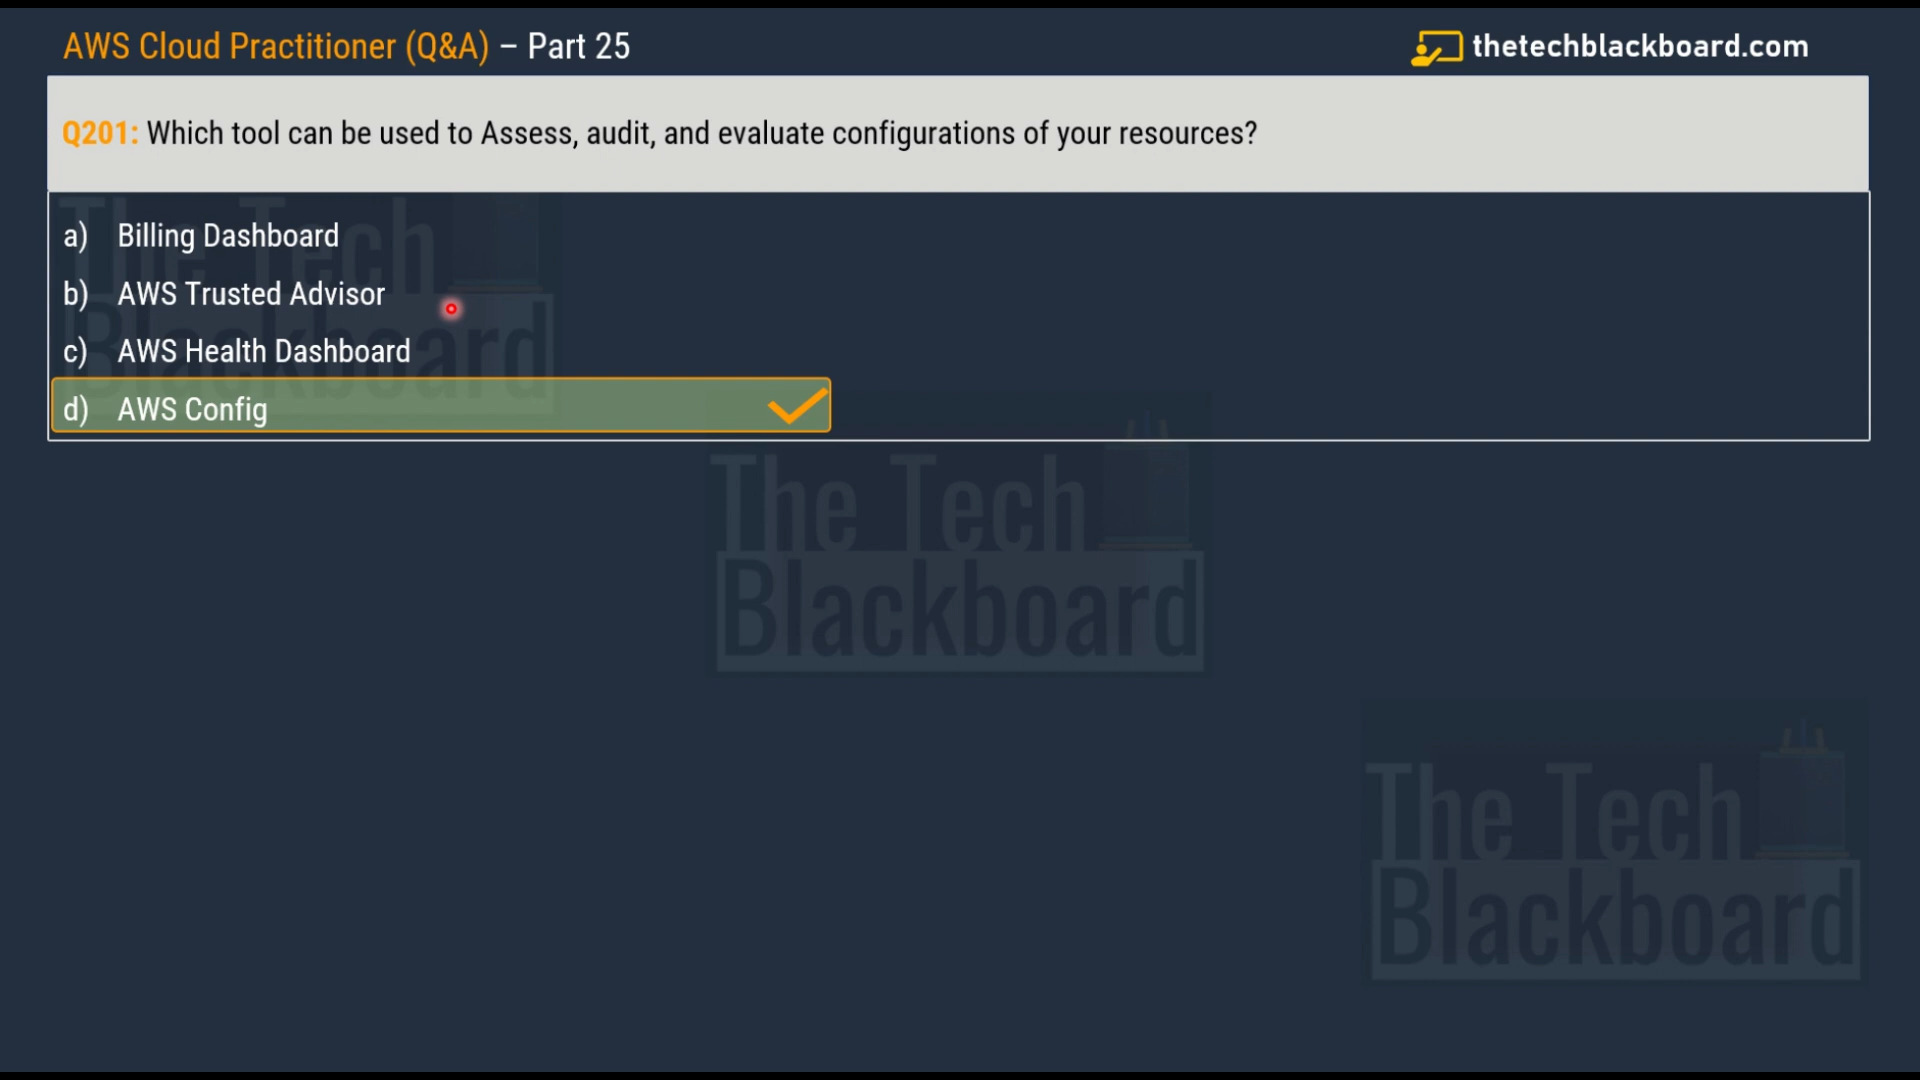 AWS Cloud Practitioner (Q&A) – Part 25
thetechblackboard.com
Q201: Which tool can be used to Assess, audit, and evaluate configurations of your resources?
a) Billing Dashboard
b) AWS Trusted Advisor
c) AWS Health Dashboard
d) AWS Config
The Tech
Blackboard
The Tech
Blackboard
The Tech
Blackboard